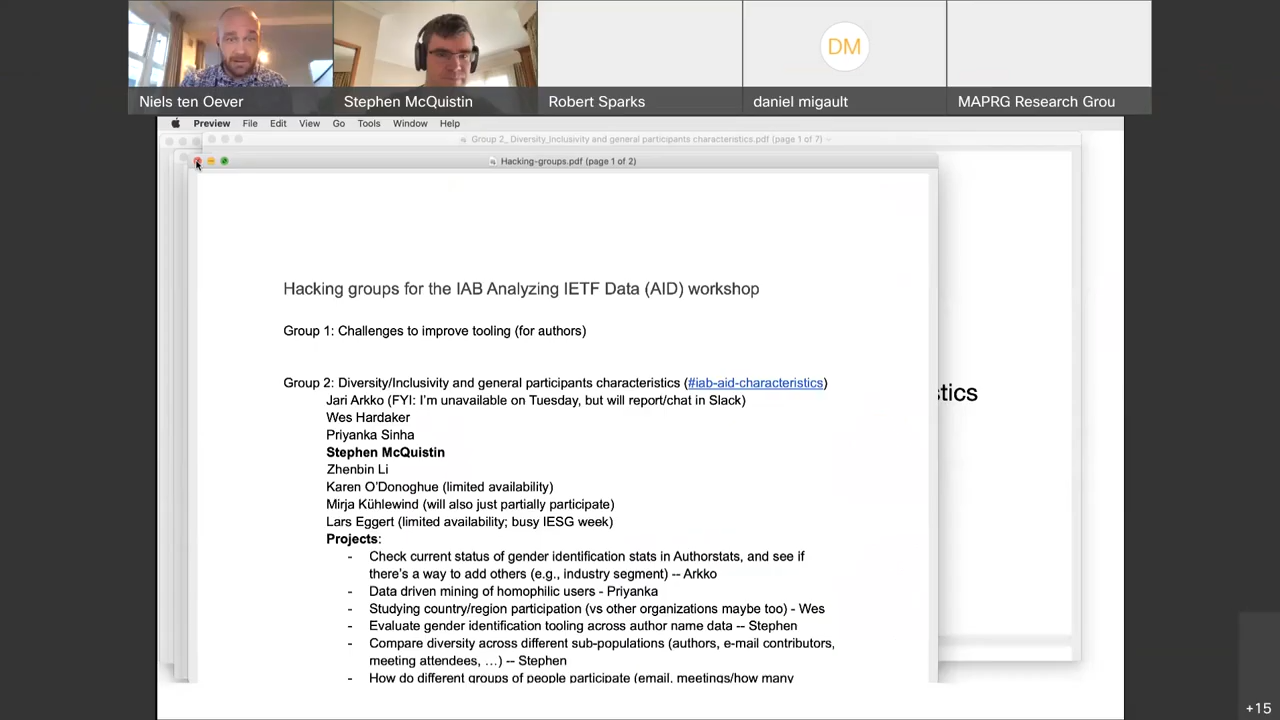 DM
Niels ten Oever
Stephen McQuistin
Robert Sparks
daniel migault
MAPRG Research Grou
Preview File Edit View Go Tools Window Help
Group 2_ Diversity_Inclusivity and general participants characteristics.pdf (page 1 of 7)
Hacking-groups.pdf (page 1 of 2)
Hacking groups for the IAB Analyzing IETF Data (AID) workshop
Group 1: Challenges to improve tooling (for authors)
Group 2: Diversity/Inclusivity and general participants characteristics (#iab-aid-characteristics)
stics
Jari Arkko (FYI: I'm unavailable on Tuesday, but will report/chat in Slack)
Wes Hardaker
Priyanka Sinha
Stephen McQuistin
Zhenbin Li
Karen O'Donoghue (limited availability)
Mirja Kühlewind (will also just partially participate)
Lars Eggert (limited availability; busy IESG week)
Projects:
- Check current status of gender identification stats in Authorstats, and see if
there's a way to add others (e.g., industry segment) -- Arkko
- Data driven mining of homophilic users - Priyanka
- Studying country/region participation (vs other organizations maybe too) - Wes
- Evaluate gender identification tooling across author name data -- Stephen
- Compare diversity across different sub-populations (authors, e-mail contributors,
meeting attendees, …) -- Stephen
- How do different groups of people participate (email, meetings/how many
+15